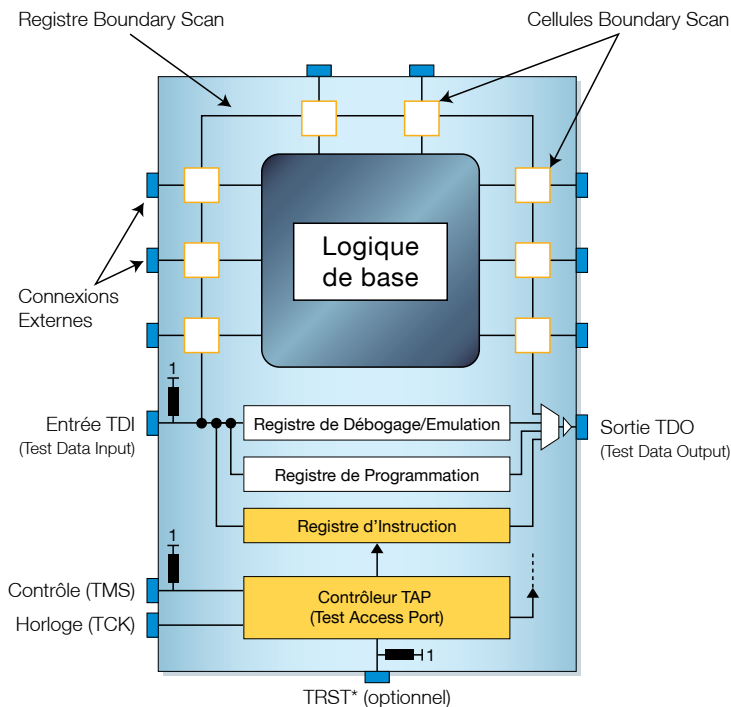 Registre Boundary Scan
Cellules Boundary Scan
Logique
de base
Connexions
Externes
1
Entrée TDI
(Test Data Input)
Registre de Débogage/Emulation
Sortie TDO
(Test Data Output)
Registre de Programmation
Registre d'Instruction
1
Contrôle (TMS)
Horloge (TCK)
Contrôleur TAP
(Test Access Port)
1
TRST* (optionnel)